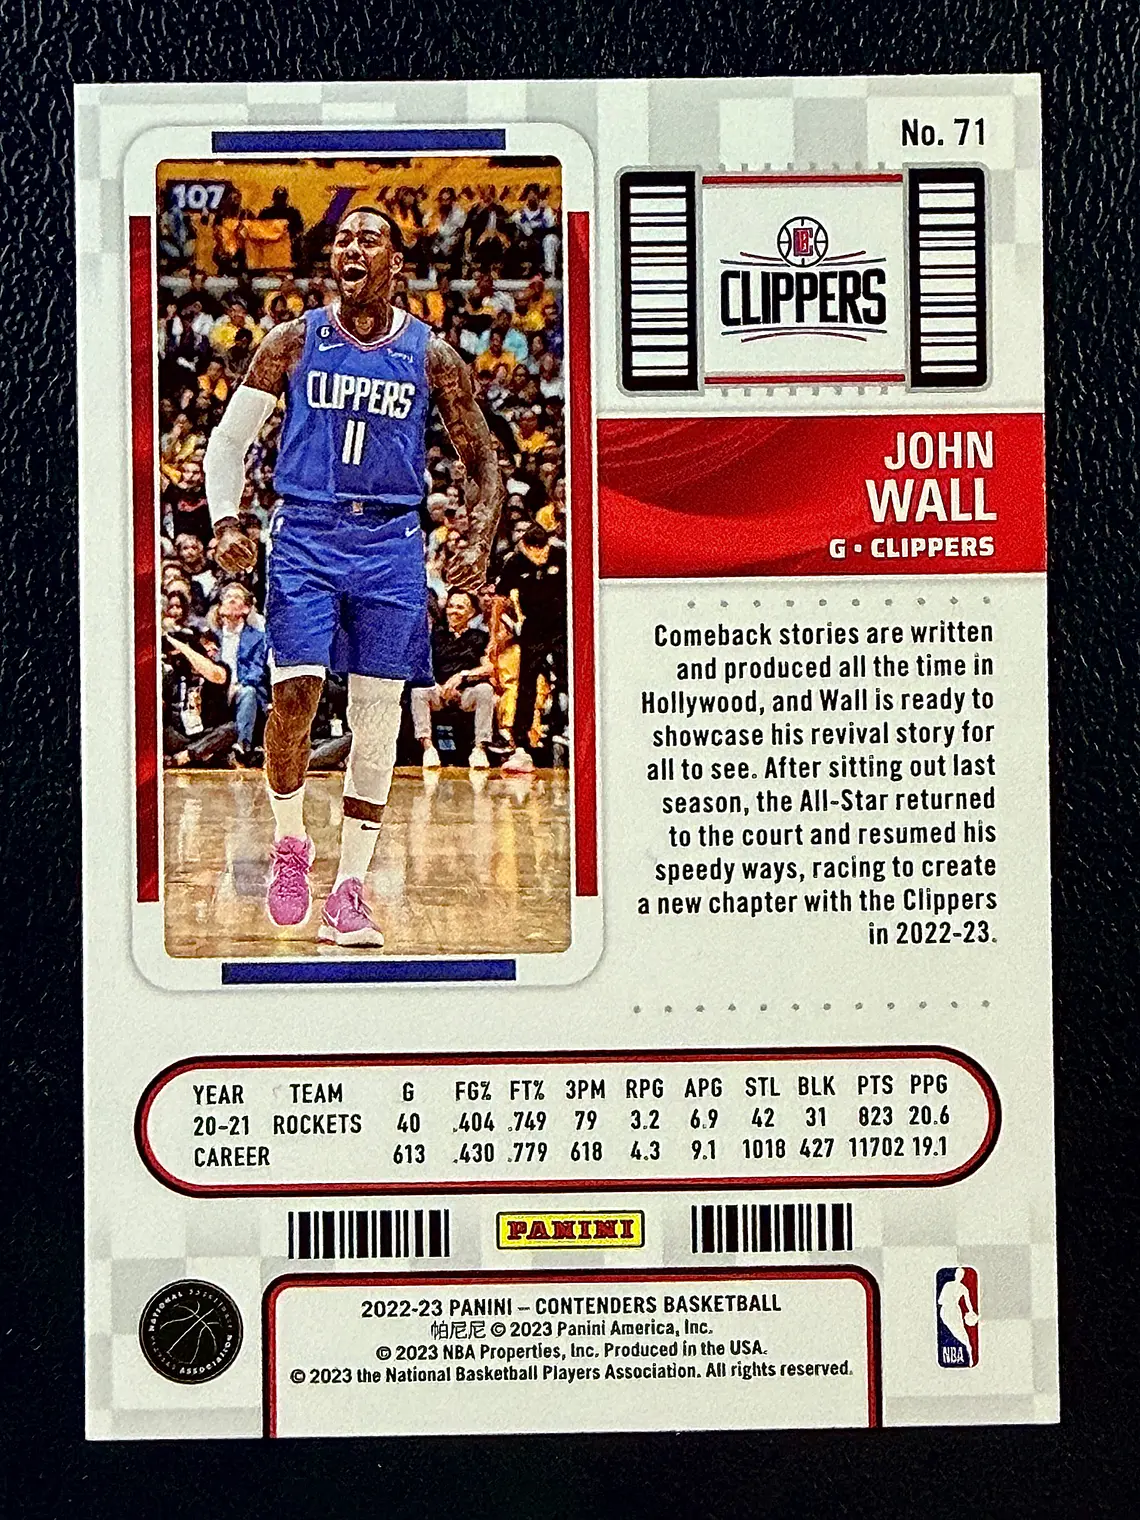 No. 71
107
CLIPPERS
CLIPPERS
11
6
JOHN
WALL
G • CLIPPERS
Comeback stories are written
and produced all the time in
Hollywood, and Wall is ready to
showcase his revival story for
all to see. After sitting out last
season, the All-Star returned
to the court and resumed his
speedy ways, racing to create
a new chapter with the Clippers
in 2022-23.
YEAR TEAM G FG% FT% 3PM RPG APG STL BLK PTS PPG
20-21 ROCKETS 40 .404 .749 79 3.2 6.9 42 31 823 20.6
CAREER 613 .430 .779 618 4.3 9.1 1018 427 11702 19.1
PANINI
2022-23 PANINI – CONTENDERS BASKETBALL
帕尼尼 © 2023 Panini America, Inc.
© 2023 NBA Properties, Inc. Produced in the USA.
© 2023 the National Basketball Players Association. All rights reserved.
NATIONAL BASKETBALL PLAYERS ASSOCIATION
NBA